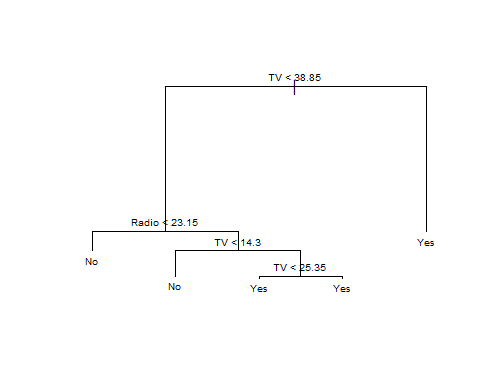 TV < 38.85
Radio < 23.15
TV < 14.3
Yes
No
TV < 25.35
No
Yes
Yes